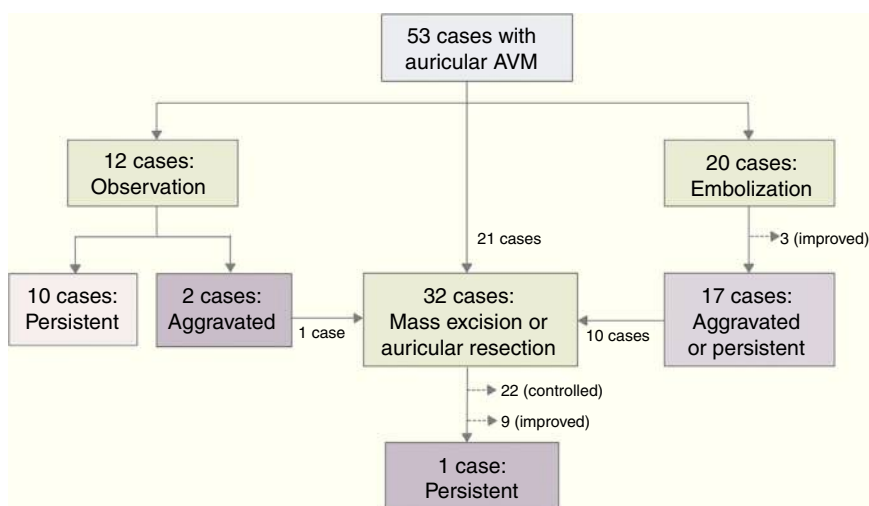 53 cases with
auricular AVM
12 cases:
Observation
20 cases:
Embolization
21 cases
3 (improved)
10 cases:
Persistent
2 cases:
Aggravated
1 case
32 cases:
Mass excision or
auricular resection
10 cases
17 cases:
Aggravated
or persistent
22 (controlled)
9 (improved)
1 case:
Persistent